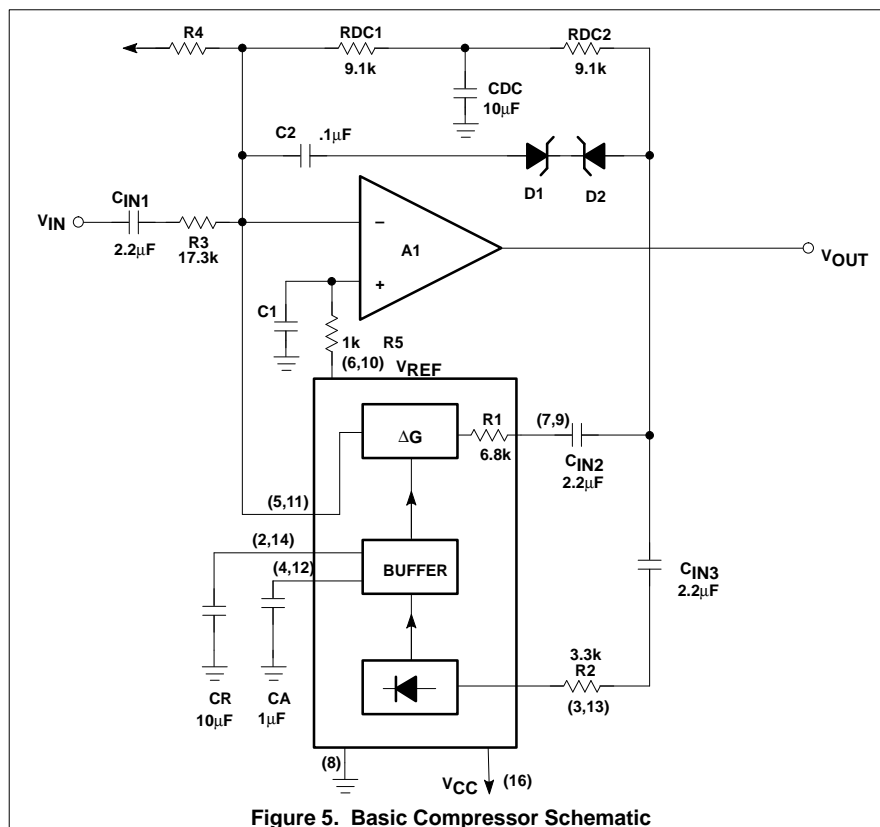 R4
RDC1
RDC2
9.1k
9.1k
CDC
10μF
C2
.1μF
D1
D2
CIN1
VIN
2.2μF
R3
17.3k
−
A1
+
VOUT
C1
1k
R5
(6,10)
VREF
R1
(7,9)
ΔG
6.8k
CIN2
2.2μF
(5,11)
(2,14)
(4,12)
BUFFER
CIN3
2.2μF
3.3k
R2
(3,13)
CR
10μF
CA
1μF
(8)
VCC
(16)
Figure 5. Basic Compressor Schematic